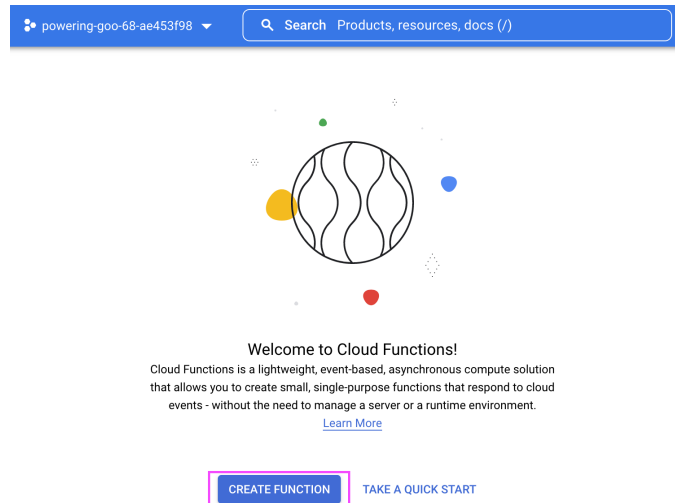 powering-goo-68-ae453f98
Search Products, resources, docs (/)
Welcome to Cloud Functions!
Cloud Functions is a lightweight, event-based, asynchronous compute solution
that allows you to create small, single-purpose functions that respond to cloud
events - without the need to manage a server or a runtime environment.
Learn More
CREATE FUNCTION TAKE A QUICK START